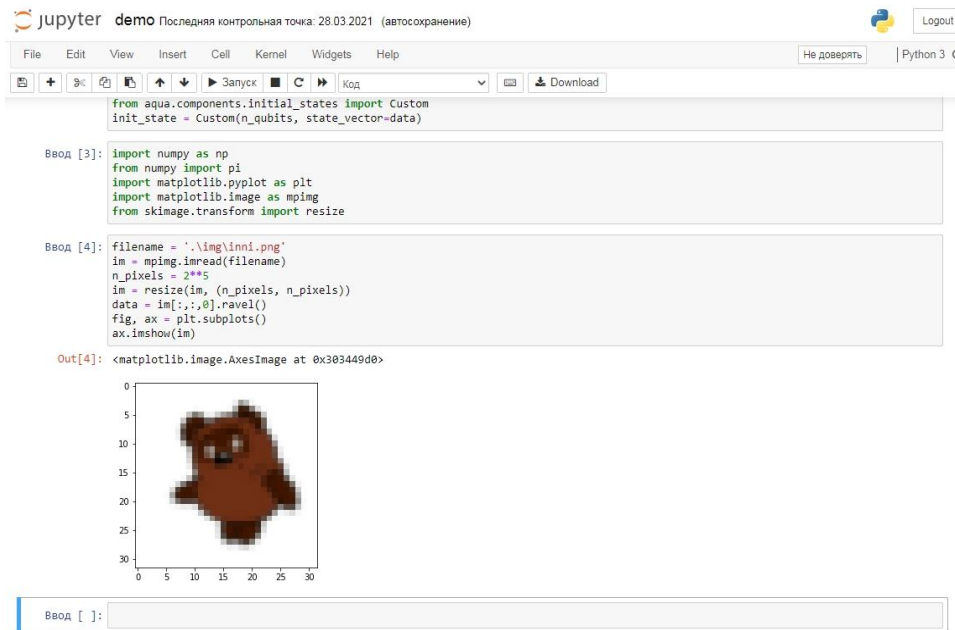 jupyter demo Последняя контрольная точка: 28.03.2021 (автосохранение) Logout
File Edit View Insert Cell Kernel Widgets Help Не доверять Python 3
Запуск Код Download
from aqua.components.initial_states import Custom
init_state = Custom(n_qubits, state_vector=data)
Ввод [3]: import numpy as np
from numpy import pi
import matplotlib.pyplot as plt
import matplotlib.image as mpimg
from skimage.transform import resize
Ввод [4]: filename = '.\img\inni.png'
im = mpimg.imread(filename)
n_pixels = 2**5
im = resize(im, (n_pixels, n_pixels))
data = im[:,:,0].ravel()
fig, ax = plt.subplots()
ax.imshow(im)
Out[4]: <matplotlib.image.AxesImage at 0x303449d0>
0
5
10
15
20
25
30
0 5 10 15 20 25 30
Ввод [ ]: